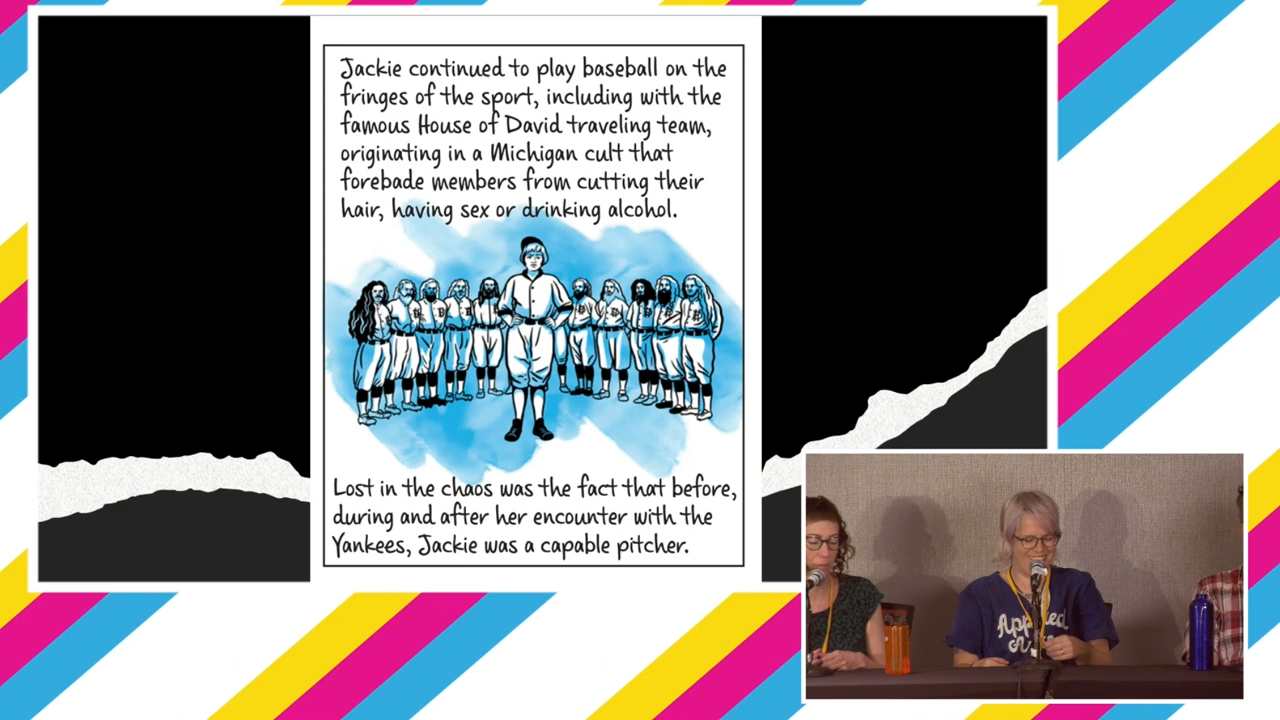 Jackie continued to play baseball on the
fringes of the sport, including with the
famous House of David traveling team,
originating in a Michigan cult that
forebade members from cutting their
hair, having sex or drinking alcohol.
Lost in the chaos was the fact that before,
during and after her encounter with the
Yankees, Jackie was a capable pitcher.
Applied